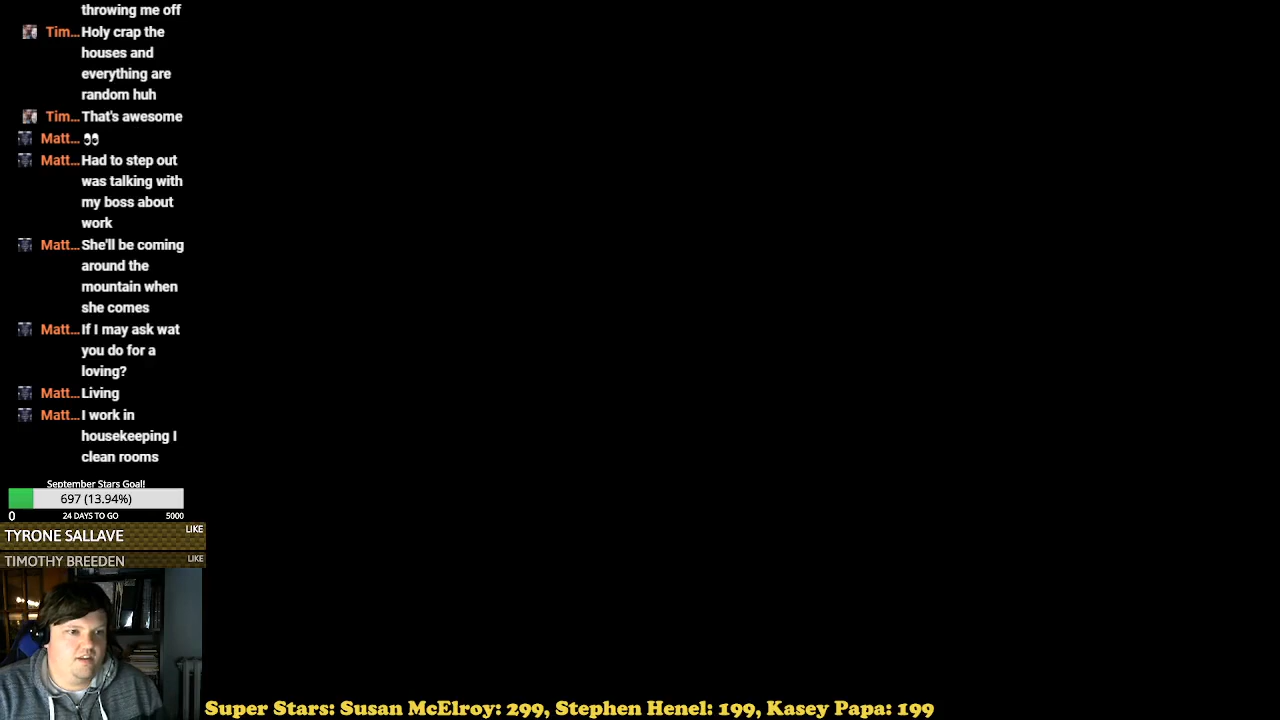 throwing me off
Tim... Holy crap the
houses and
everything are
random huh
Tim... That's awesome
Matt... 👀
Matt... Had to step out
was talking with
my boss about
work
Matt... She'll be coming
around the
mountain when
she comes
Matt... If I may ask wat
you do for a
loving?
Matt... Living
Matt... I work in
housekeeping I
clean rooms
September Stars Goal!
697 (13.94%)
0 24 DAYS TO GO 5000
TYRONE SALLAVE LIKE
TIMOTHY BREEDEN LIKE
Super Stars: Susan McElroy: 299, Stephen Henel: 199, Kasey Papa: 199